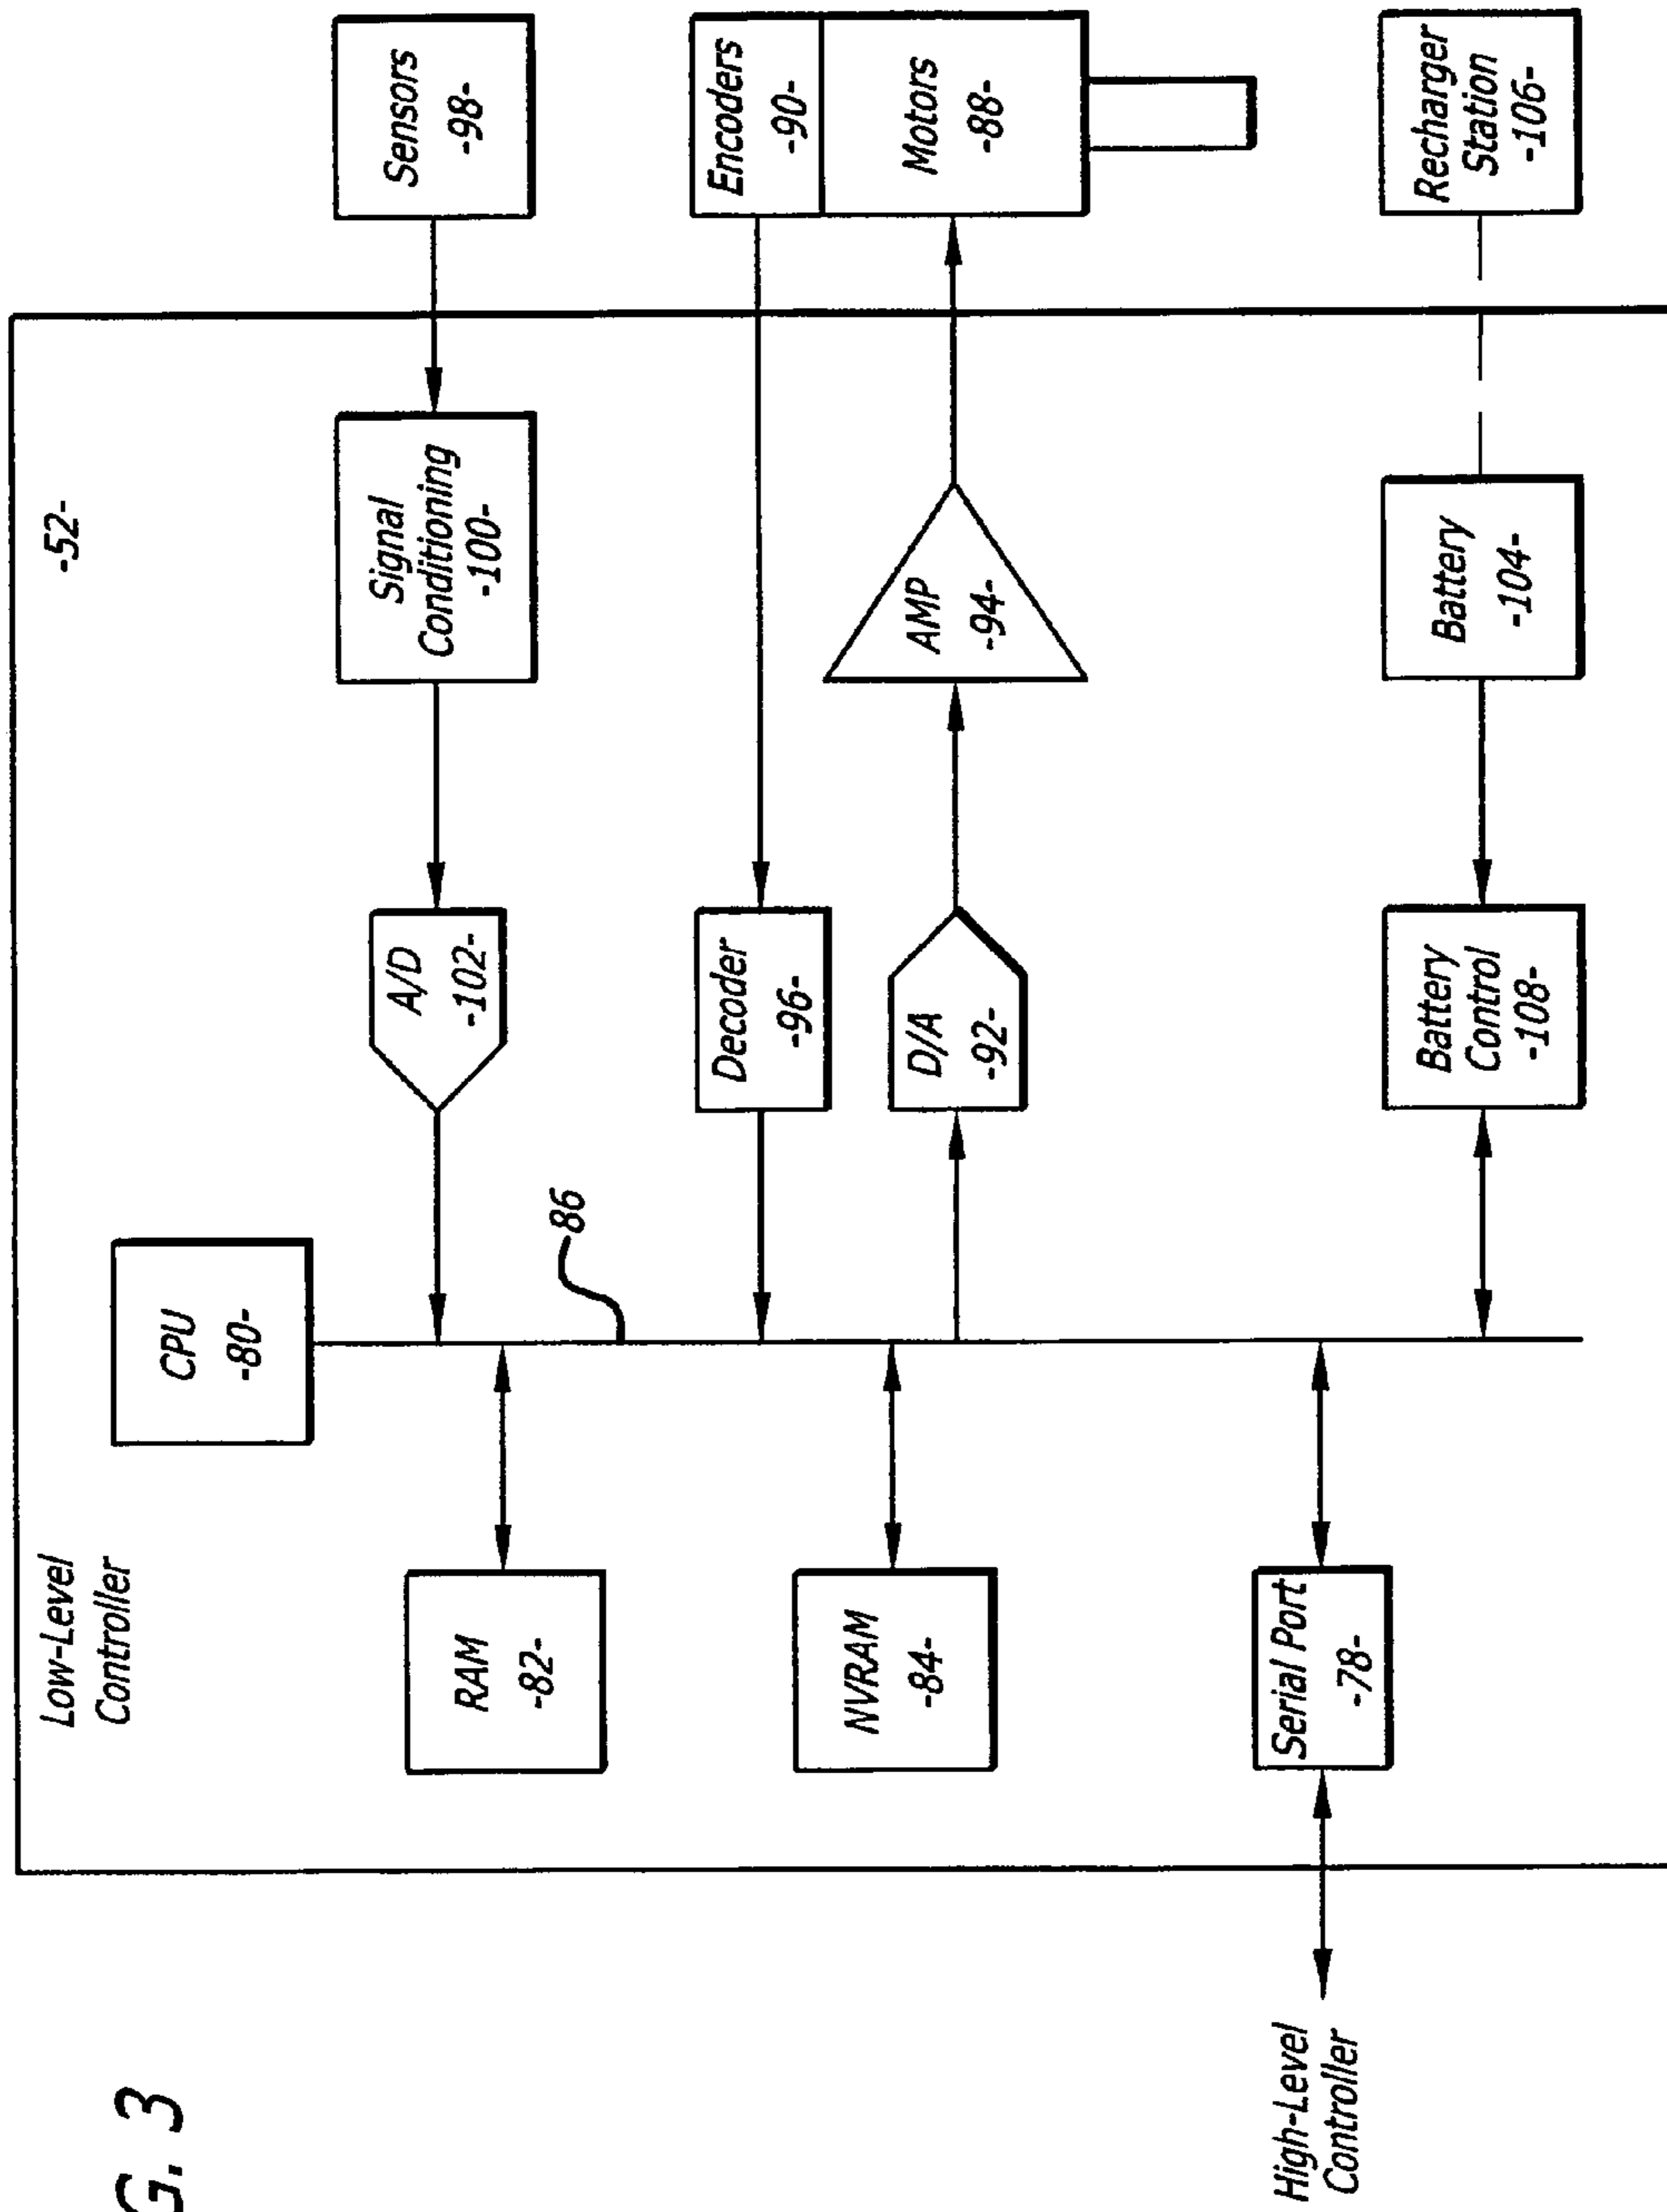 G. 3
Low-Level
Controller
-52-
CPU
-80-
RAM
-82-
NVRAM
-84-
Serial Port
-78-
High-Level
Controller
86
A/D
-102-
Signal
Conditioning
-100-
Sensors
-98-
Decoder
-96-
Encoders
-90-
D/A
-92-
AMP
-94-
Motors
-88-
Battery
Control
-108-
Battery
-104-
Recharger
Station
-106-